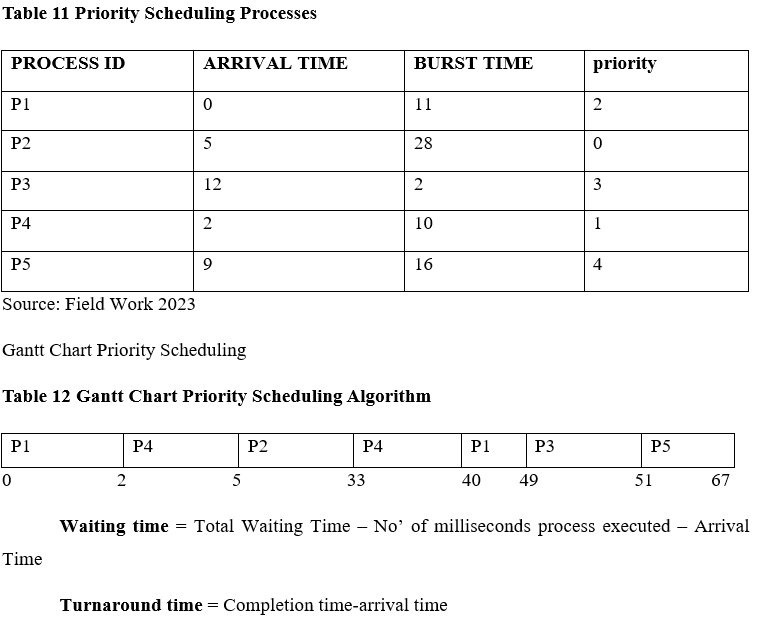 Table 11 Priority Scheduling Processes
PROCESS ID ARRIVAL TIME BURST TIME priority
P1 0 11 2
P2 5 28 0
P3 12 2 3
P4 2 10 1
P5 9 16 4
Source: Field Work 2023
Gantt Chart Priority Scheduling
Table 12 Gantt Chart Priority Scheduling Algorithm
P1 P4 P2 P4 P1 P3 P5
0 2 5 33 40 49 51 67
Waiting time = Total Waiting Time – No’ of milliseconds process executed – Arrival
Time
Turnaround time = Completion time-arrival time